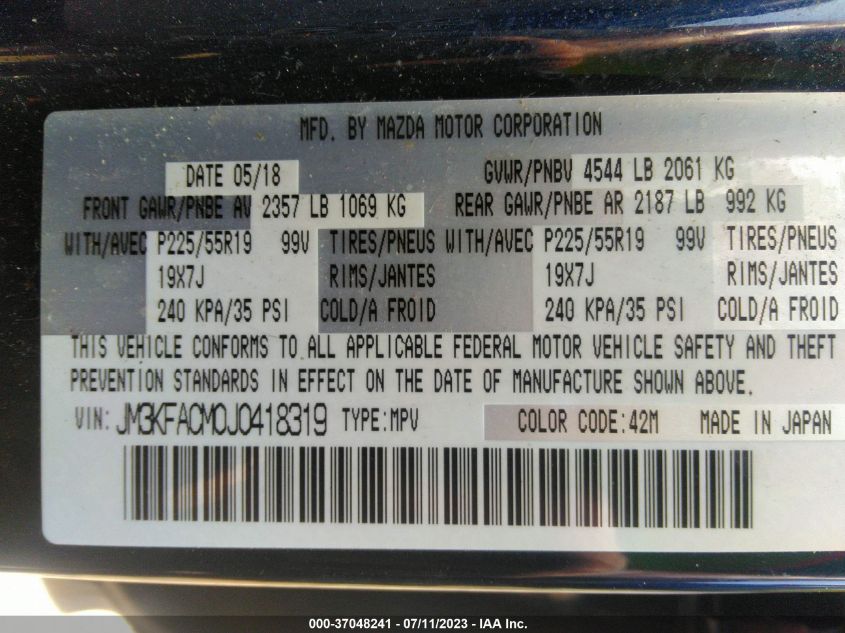 MFD. BY MAZDA MOTOR CORPORATION
DATE 05/18 GVWR/PNBV 4544 LB 2061 KG
FRONT GAWR/PNBE AV 2357 LB 1069 KG REAR GAWR/PNBE AR 2187 LB 992 KG
WITH/AVEC P225/55R19 99V TIRES/PNEUS WITH/AVEC P225/55R19 99V TIRES/PNEUS
19X7J RIMS/JANTES 19X7J RIMS/JANTES
240 KPA/35 PSI COLD/A FROID 240 KPA/35 PSI COLD/A FROID
THIS VEHICLE CONFORMS TO ALL APPLICABLE FEDERAL MOTOR VEHICLE SAFETY AND THEFT
PREVENTION STANDARDS IN EFFECT ON THE DATE OF MANUFACTURE SHOWN ABOVE.
VIN: JM3KFACM0J0418319 TYPE:MPV COLOR CODE:42M MADE IN JAPAN
000-37048241 - 07/11/2023 - IAA Inc.